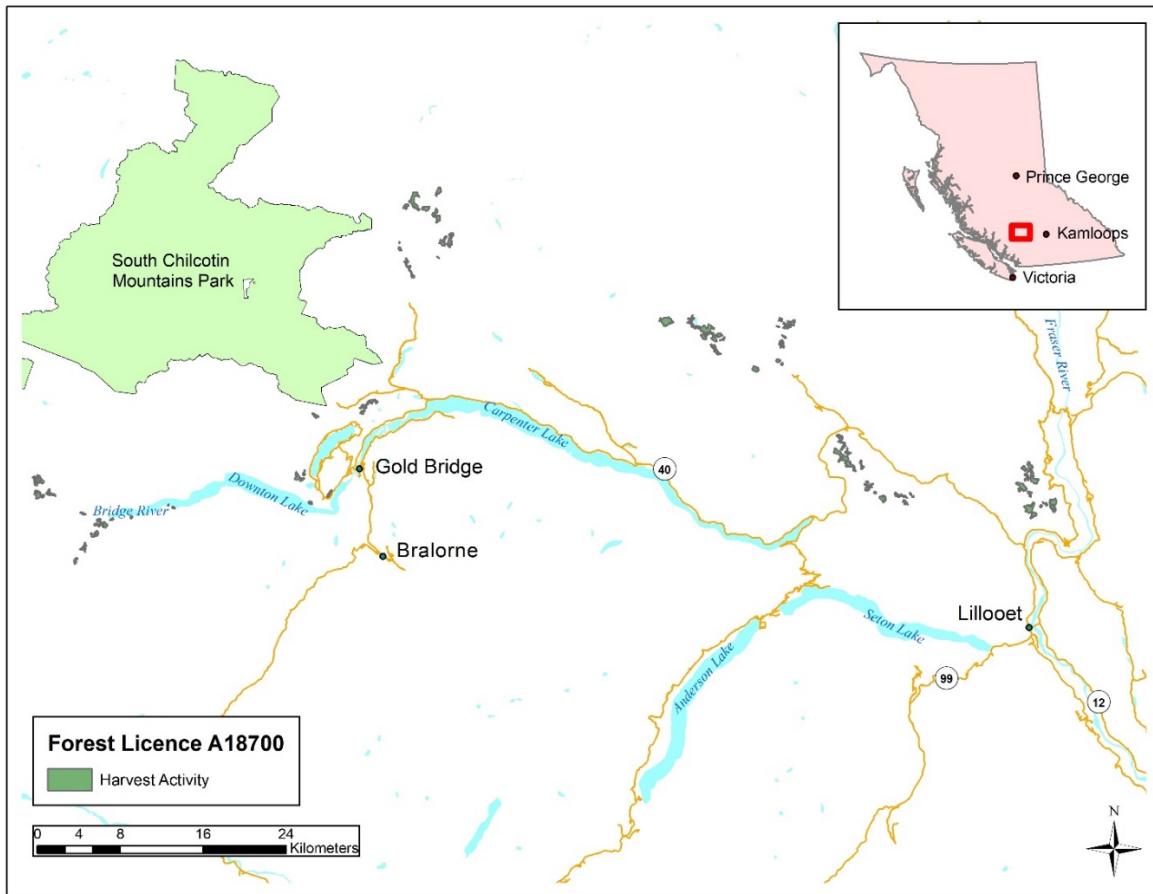 Prince George
Kamloops
Victoria
South Chilcotin
Mountains Park
Fraser River
Carpenter Lake
Gold Bridge
40
Downton Lake
Bridge River
Bralorne
Seton Lake
Lillooet
Anderson Lake
99
12
Forest Licence A18700
Harvest Activity
0 4 8 16 24
Kilometers
N